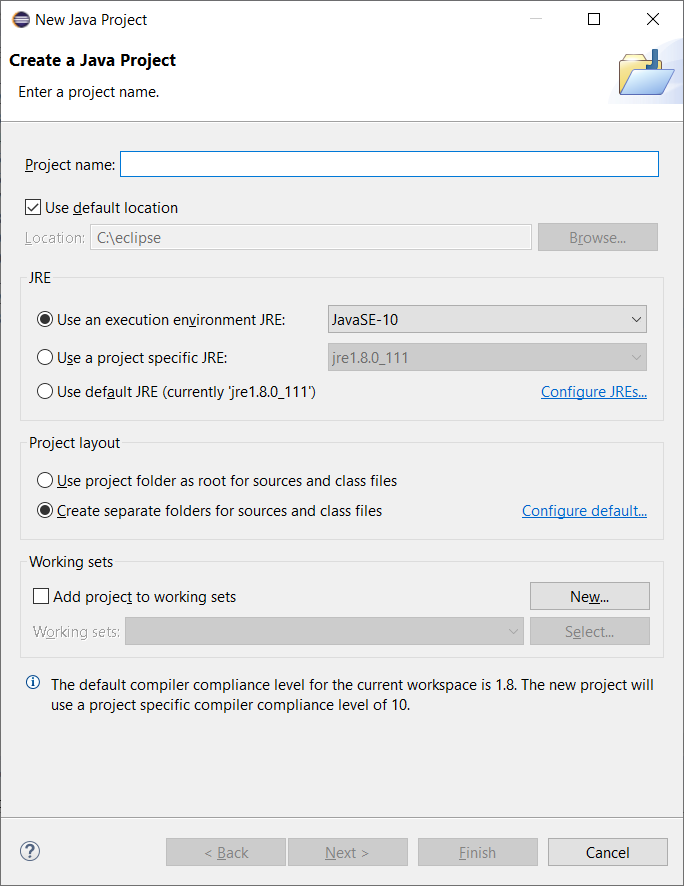 New Java Project
Create a Java Project
Enter a project name.
Project name:
Use default location
Location: C:\eclipse Browse...
JRE
Use an execution environment JRE: JavaSE-10
Use a project specific JRE: jre1.8.0_111
Use default JRE (currently 'jre1.8.0_111') Configure JREs...
Project layout
Use project folder as root for sources and class files
Create separate folders for sources and class files Configure default...
Working sets
Add project to working sets New...
Working sets: Select...
The default compiler compliance level for the current workspace is 1.8. The new project will
use a project specific compiler compliance level of 10.
? < Back Next > Finish Cancel